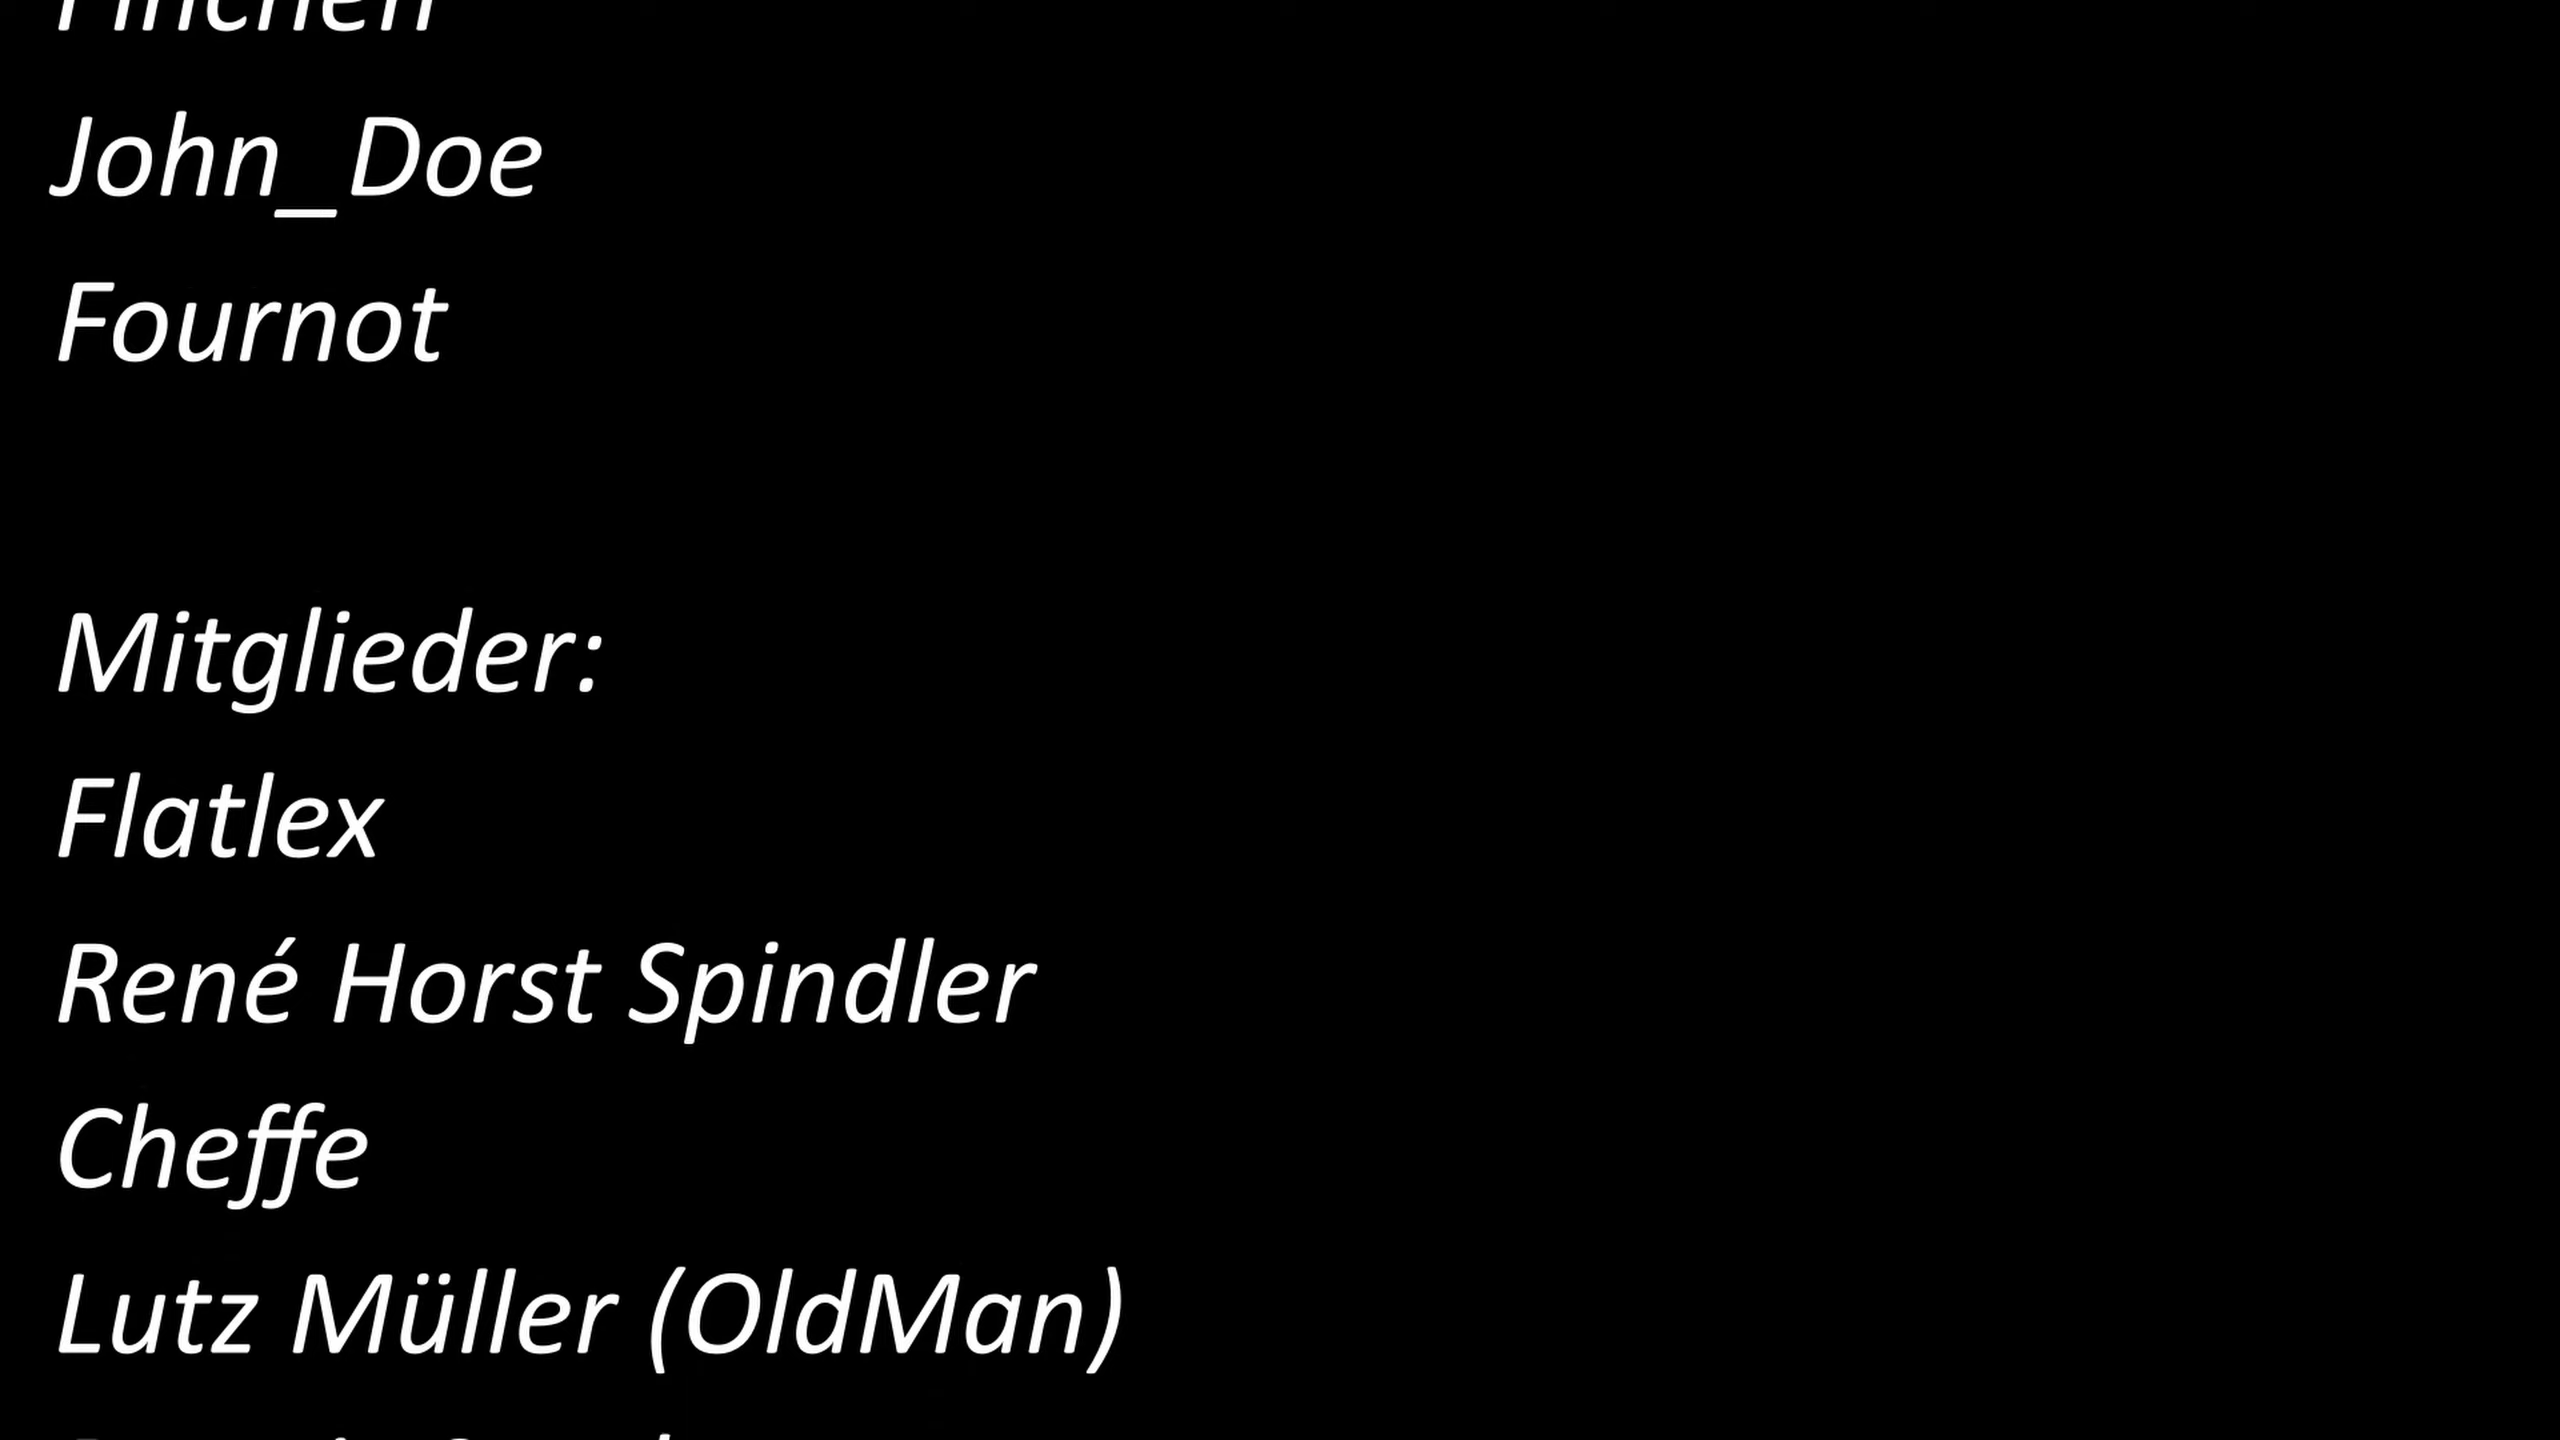 John_Doe
Fournot
Mitglieder:
Flatlex
René Horst Spindler
Cheffe
Lutz Müller (OldMan)